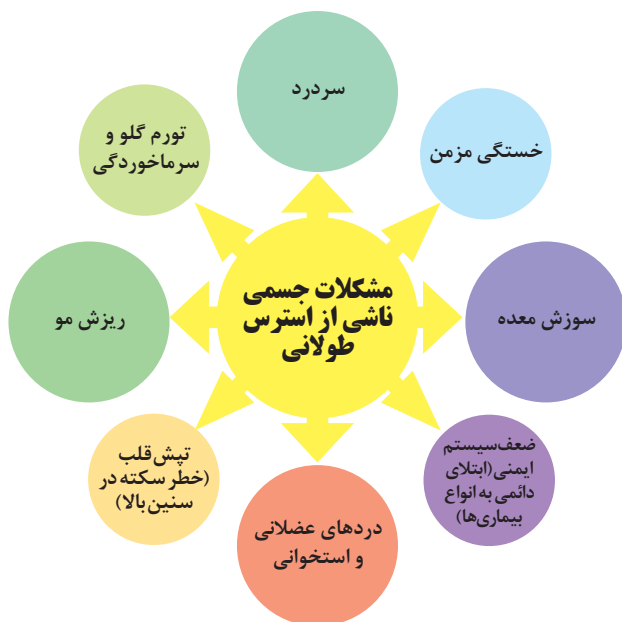 مشکلات جسمی
ناشی از استرس
طولانی
سردرد
خستگی مزمن
سوزش معده
ضعف سیستم
ایمنی (ابتلای
دائمی به انواع
بیماری‌ها)
دردهای عضلانی
و استخوانی
تپش قلب
(خطر سکته در
سنین بالا)
ریزش مو
تورم گلو و
سرماخوردگی